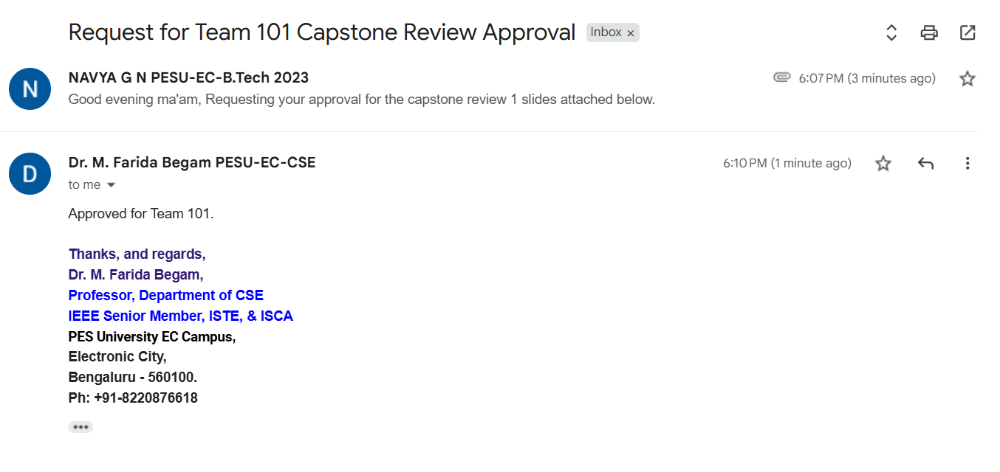 Request for Team 101 Capstone Review Approval Inbox ×
NAVYA G N PESU-EC-B.Tech 2023 6:07 PM (3 minutes ago)
N
Good evening ma'am, Requesting your approval for the capstone review 1 slides attached below.
Dr. M. Farida Begam PESU-EC-CSE 6:10 PM (1 minute ago)
D
to me
Approved for Team 101.
Thanks, and regards,
Dr. M. Farida Begam,
Professor, Department of CSE
IEEE Senior Member, ISTE, & ISCA
PES University EC Campus,
Electronic City,
Bengaluru - 560100.
Ph: +91-8220876618